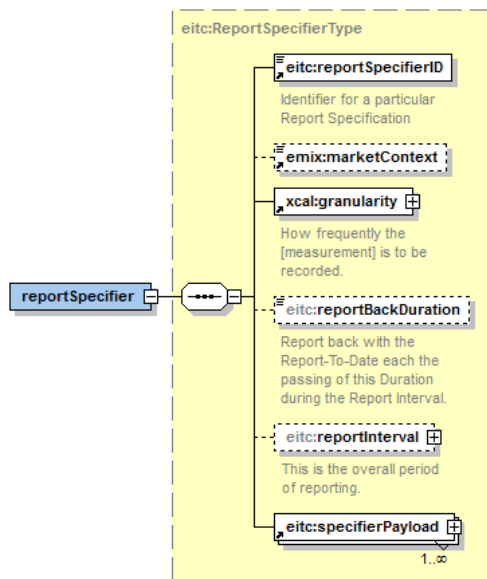 eitc:ReportSpecifierType
eitc:reportSpecifierID
Identifier for a particular
Report Specification
emix:marketContext
xcal:granularity
How frequently the
[measurement] is to be
recorded.
reportSpecifier
eitc:reportBackDuration
Report back with the
Report-To-Date each the
passing of this Duration
during the Report Interval.
eitc:reportInterval
This is the overall period
of reporting.
eitc:specifierPayload
1..∞